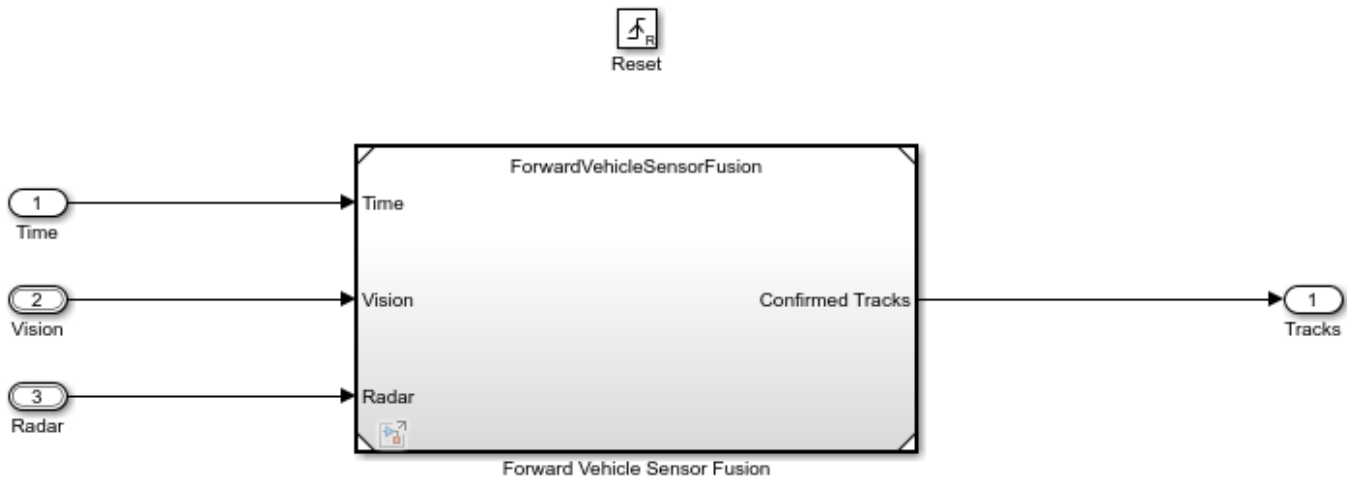 R
Reset
ForwardVehicleSensorFusion
1
Time
Time
2
Vision
Vision
Confirmed Tracks
1
Tracks
3
Radar
Radar
Forward Vehicle Sensor Fusion